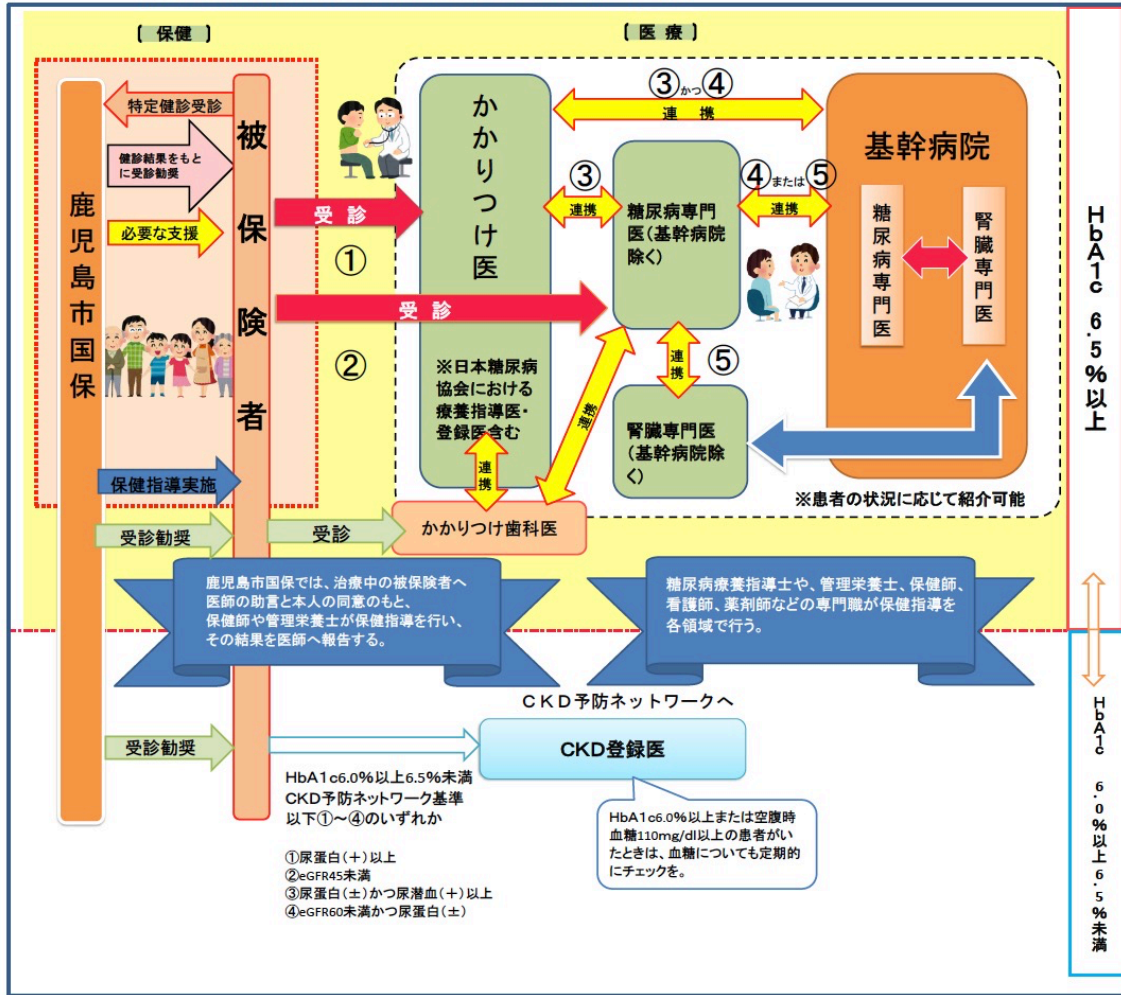 【 保健 】
【 医療 】
鹿児島市国保
被保険者
特定健診受診
健診結果をもと
に受診勧奨
必要な支援
保健指導実施
受診勧奨
受診
①
受診
②
受診
かかりつけ医
※日本糖尿病
協会における
療養指導医・
登録医含む
③かつ④
連携
③
連携
糖尿病専門
医(基幹病院
除く)
④または⑤
連携
基幹病院
糖尿病専門医
腎臓専門医
連携
⑤
腎臓専門医
(基幹病院除
く)
連携
連携
かかりつけ歯科医
※患者の状況に応じて紹介可能
HbA1c 6.5%以上
鹿児島市国保では、治療中の被保険者へ
医師の助言と本人の同意のもと、
保健師や管理栄養士が保健指導を行い、
その結果を医師へ報告する。
糖尿病療養指導士や、管理栄養士、保健師、
看護師、薬剤師などの専門職が保健指導を
各領域で行う。
CKD予防ネットワークへ
受診勧奨
CKD登録医
HbA1c6.0%以上6.5%未満
CKD予防ネットワーク基準
以下①~④のいずれか
①尿蛋白(+)以上
②eGFR45未満
③尿蛋白(±)かつ尿潜血(+)以上
④eGFR60未満かつ尿蛋白(±)
HbA1c6.0%以上または空腹時
血糖110mg/dl以上の患者がい
たときは、血糖についても定期的
にチェックを。
HbA1c 6.0%以上6.5%未満